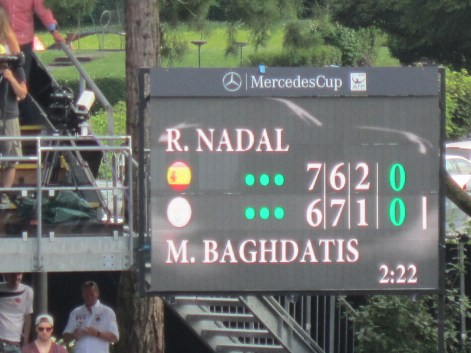 MercedesCup
R. NADAL
7 6 2 0
6 7 1 0
M. BAGHDATIS
2:22